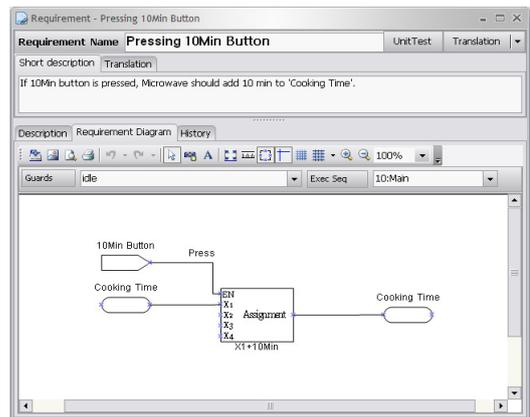 Requirement - Pressing 10Min Button
Requirement Name Pressing 10Min Button UnitTest Translation
Short description Translation
If 10Min button is pressed, Microwave should add 10 min to 'Cooking Time'.
Description Requirement Diagram History
A 100%
Guards idle Exec Seq 10:Main
10Min Button
Press
Cooking Time
EN
X1
X2 Assignment
X3
X4
X1+10Min
Cooking Time